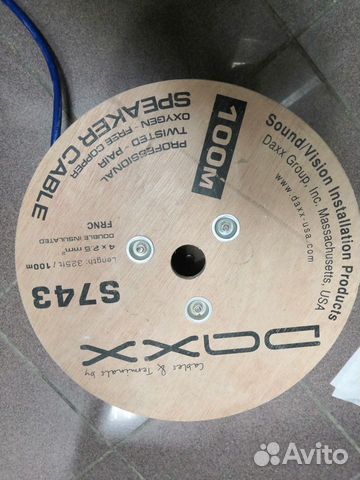 Sound/Vision Installation Products
Daxx Group, Inc. Massachusetts, USA
www.daxx-usa.com
100M
PROFESSIONAL
TWISTED - PAIR
OXYGEN - FREE COPPER
SPEAKER CABLE
FRNC
4 x 2.5 mm²
DOUBLE INSULATED
Length: 325ft / 100m
S743
DAXX
Cables & Terminals by
Avito